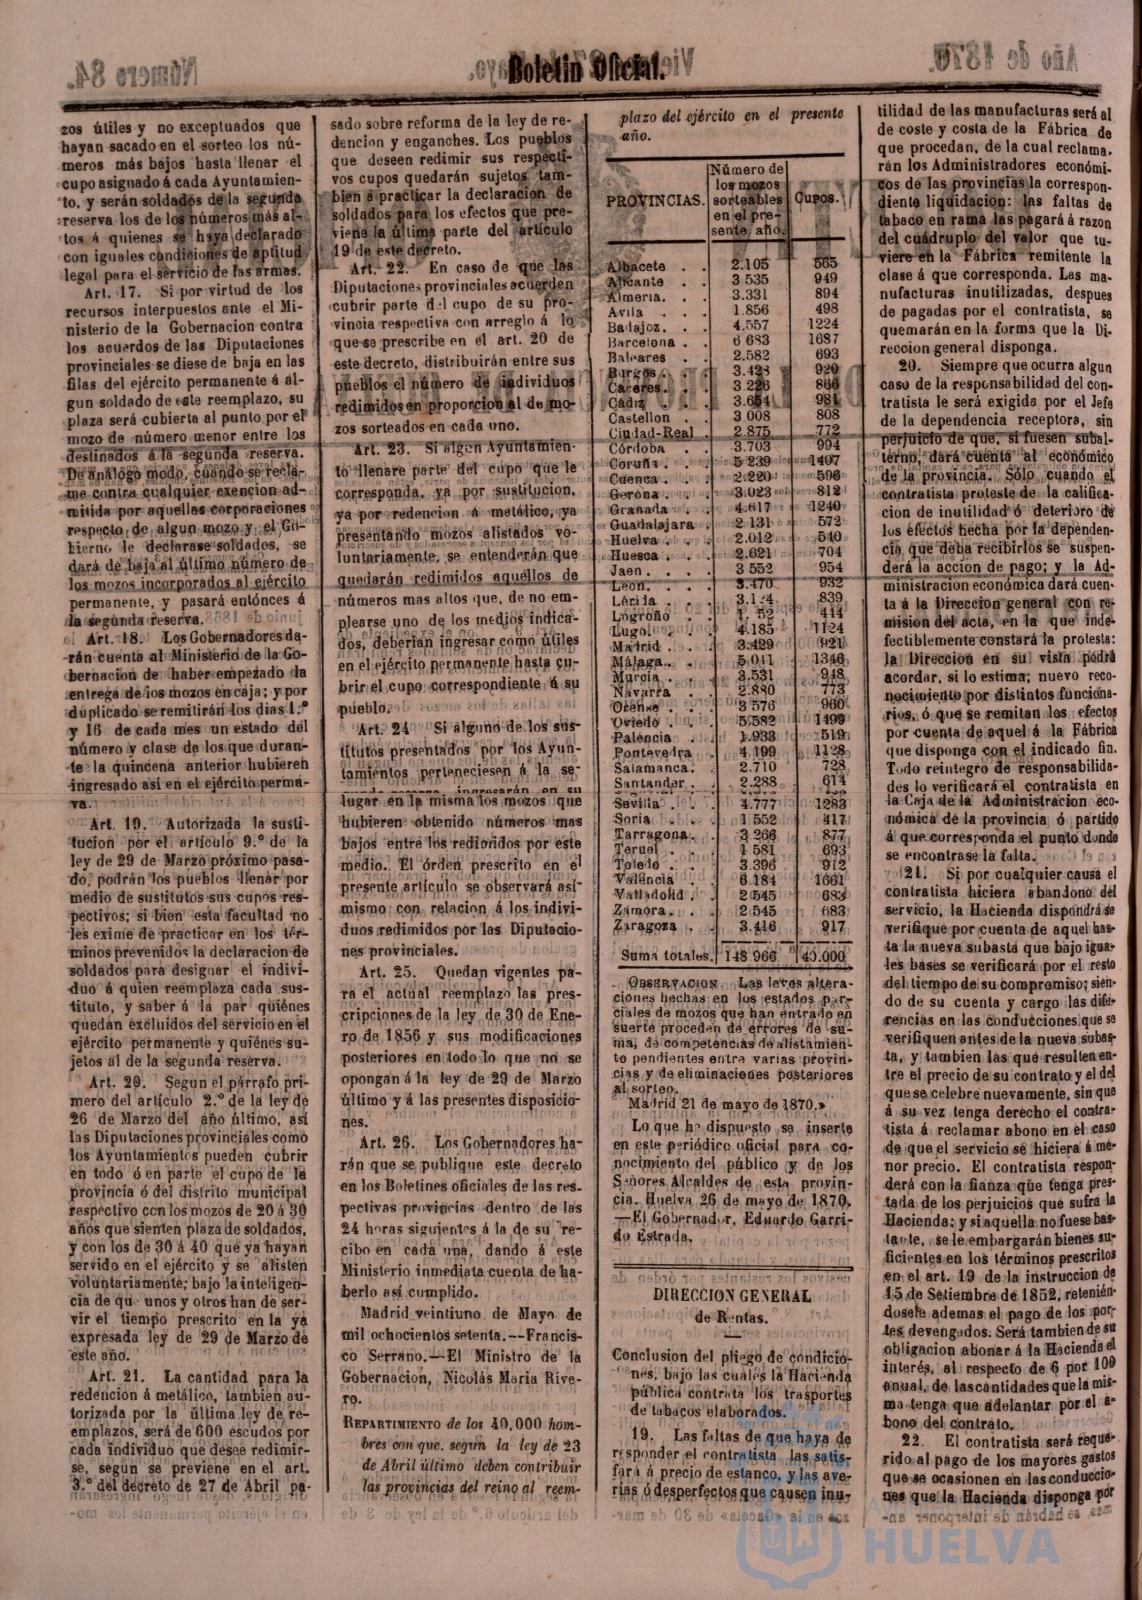 Boletin Oficial.
zos útiles y no exceptuados que
hayan sacado en el sorteo los nú-
meros más bajos hasta llenar el
cupo asignado á cada Ayuntamien-
to, y serán soldados de la segunda
reserva los de los números más al-
tos á quienes se haya declarado
con iguales condiciones de aptitud
legal para el servicio de las armas.
Art. 17. Si por virtud de los
recursos interpuestos ante el Mi-
nisterio de la Gobernacion contra
los acuerdos de las Diputaciones
provinciales se diese de baja en las
filas del ejército permanente á al-
gun soldado de este reemplazo, su
plaza será cubierta al punto por el
mozo de número menor entre los
destinados á la segunda reserva.
De análogo modo, cuando se recla-
me contra cualquier exencion ad-
mitida por aquellas corporaciones
respecto de algun mozo y el Go-
bierno le declarase soldados, se
dará de baja al último número de
los mozos incorporados al ejército
permanente, y pasará entónces á
la segunda reserva.
Art. 18. Los Gobernadores da-
rán cuenta al Ministerio de la Go-
bernacion de haber empezado la
entrega de los mozos en caja; y por
duplicado se remitirán los dias 1.º
y 16 de cada mes un estado del
número y clase de los que duran-
te la quincena anterior hubieren
ingresado así en el ejército perma-
va.
Art. 19. Autorizada la susti-
tucion por el artículo 9.º de la
ley de 29 de Marzo próximo pasa-
do, podrán los pueblos llenar por
medio de sustitutos sus cupos res-
pectivos; si bien esta facultad no
les exime de practicar en los tér-
minos prevenidos la declaracion de
soldados para designar el indivi-
duo á quien reemplaza cada sus-
tituto, y saber á la par quiénes
quedan excluidos del servicio en el
ejército permanente y quiénes su-
jetos al de la segunda reserva.
Art. 20. Segun el párrafo pri-
mero del artículo 2.º de la ley de
26 de Marzo del año último, así
las Diputaciones provinciales como
los Ayuntamientos pueden cubrir
en todo ó en parte el cupo de la
provincia ó del distrito municipal
respectivo con los mozos de 20 á 30
años que sienten plaza de soldados,
y con los de 30 á 40 que ya hayan
servido en el ejército y se alisten
voluntariamente; bajo la inteligen-
cia de que unos y otros han de ser-
vir el tiempo prescrito en la ya
expresada ley de 29 de Marzo de
este año.
Art. 21. La cantidad para la
redencion á metálico, tambien au-
torizada por la última ley de re-
emplazos, será de 600 escudos por
cada individuo que desee redimir-
se, segun se previene en el art.
3.º del decreto de 27 de Abril pa-
sado sobre reforma de la ley de re-
dencion y enganches. Los pueblos
que deseen redimir sus respecti-
vos cupos quedarán sujetos tam-
bien á practicar la declaracion de
soldados para los efectos que pre-
viene la última parte del artículo
19 de este decreto.
Art. 22. En caso de que las
Diputaciones provinciales acuerden
cubrir parte del cupo de su pro-
vincia respectiva con arreglo á lo
que se prescribe en el art. 20 de
este decreto, distribuirán entre sus
pueblos el número de individuos
redimidos en proporcion al de mo-
zos sorteados en cada uno.
Art. 23. Si algun Ayuntamien-
to llenare parte del cupo que le
corresponda, ya por sustitucion,
ya por redencion á metálico, ya
presentando mozos alistados vo-
luntariamente, se entenderán que
quedarán redimidos aquellos de
números mas altos que, de no em-
plearse uno de los medios indica-
dos, deberian ingresar como útiles
en el ejército permanente hasta cu-
brir el cupo correspondiente á su
pueblo.
Art. 24 Si alguno de los sus-
titutos presentados por los Ayun-
tamientos perteneciesen á la se-
lugar en la misma los mozos que
hubieren obtenido números mas
bajos entre los redimidos por este
medio. El órden prescrito en el
presente artículo se observará así
mismo con relacion á los indivi-
duos redimidos por las Diputacio-
nes provinciales.
Art. 25. Quedan vigentes pa-
ra el actual reemplazo las pres-
cripciones de la ley de 30 de Ene-
ro de 1856 y sus modificaciones
posteriores en todo lo que no se
opongan á la ley de 29 de Marzo
último y á las presentes disposicio-
nes.
Art. 26. Los Gobernadores ha-
rán que se publique este decreto
en los Boletines oficiales de las res-
pectivas provincias dentro de las
24 horas siguientes á la de su re-
cibo en cada una, dando á este
Ministerio inmediata cuenta de ha-
berlo así cumplido.
Madrid veintiuno de Mayo de
mil ochocientos setenta.—Francis-
co Serrano.—El Ministro de la
Gobernacion, Nicolás Maria Rive-
ro.
REPARTIMIENTO de los 40,000 hom-
bres con que, segun la ley de 23
de Abril último deben contribuir
las provincias del reino al reem-
plazo del ejército en el presente
año.
PROVINCIAS. Número de los mozos sorteables en el presente año. Cupos.
Albacete . . 2.105 565
Alicante . . 3 535 949
Almeria. . . 3.331 894
Avila . . . 1.856 498
Badajoz. . . 4.557 1224
Barcelona . . 6 683 1687
Baleares . . 2.582 693
Burgos. . . 3.428 920
Cáceres. . . 3 226 866
Cádiz . . . 3.654 981
Castellon . . 3 008 808
Ciudad-Real . 2.875 772
Córdoba . . 3.703 994
Coruña. . . 5 239 1407
Cuenca . . 2.220 596
Gerona. . . 3.023 812
Granada . . 4.617 1240
Guadalajara . 2 131 572
Huelva . . 2.012 540
Huesca. . . 2.621 704
Jaen. . . . 3 552 954
Leon. . . . 3.470 932
Lérida . . 839
Logroño . . 414
Lugo . . 4.185 1124
Madrid . . 3.429 921
Málaga. . . 5.011 1346
Murcia . . 3.531 948
Navarra . . 2.880 773
Orense . . . 3 576 960
Oviedo . . . 5.582 1499
Palencia . . 1.933 519
Pontevedra . 4.199 1128
Salamanca. . 2.710 728
Santander. . 2.288 614
Sevilla . . 4.777 1283
Soria . . . 1 552 417
Tarragona. . 3 266 877
Teruel . . . 1 581 693
Toledo . . . 3.396 912
Valencia . . 6.184 1661
Valladolid . . 2.545 683
Zamora. . . 2.545 683
Zaragoza . . 3.416 917
Suma totales. 148 966 40.000
OBSERVACION Las leves altera-
ciones hechas en los estados par-
ciales de mozos que han entrado en
suerte proceden de errores de su-
ma, de competencias de alistamien-
to pendientes entre varias provin-
cias y de eliminaciones posteriores
al sorteo.
Madrid 21 de mayo de 1870.»
Lo que he dispuesto se inserte
en este periódico oficial para co-
nocimiento del público y de los
Señores Alcaldes de esta provin-
cia. Huelva 26 de mayo de 1870.
—El Gobernador, Eduardo Garri-
do Estrada.
DIRECCION GENERAL
de Rentas.
Conclusion del pliego de condicio-
nes, bajo las cuales la Hacienda
pública contrata los trasportes
de tabacos elaborados.
19. Las faltas de que haya de
responder el contratista las satis-
fará á precio de estanco, y las ave-
rias ó desperfectos que causen inu-
tilidad de las manufacturas será al
de coste y costa de la Fábrica de
que procedan, de la cual reclama-
rán los Administradores económi-
cos de las provincias la correspon-
diente liquidacion: las faltas de
tabaco en rama las pagará á razon
del cuádruplo del valor que tu-
viere en la Fábrica remitente la
clase á que corresponda. Las ma-
nufacturas inutilizadas, despues
de pagadas por el contratista, se
quemarán en la forma que la Di-
reccion general disponga.
20. Siempre que ocurra algun
caso de la responsabilidad del con-
tratista le será exigida por el Jefe
de la dependencia receptora, sin
perjuicio de que, si fuesen subal-
terno, dará cuenta al económico
de la provincia. Sólo cuando el
contratista proteste de la califica-
cion de inutilidad ó deterioro de
los efectos hecha por la dependen-
cia que deba recibirlos se suspen-
derá la accion de pago; y la Ad-
ministracion económica dará cuen-
ta á la Direccion general con re-
mision del acta, en la que inde-
fectiblemente constará la protesta:
la Direccion en su vista podrá
acordar, si lo estima; nuevo reco-
nocimiento por distintos funciona-
rios, ó que se remitan los efectos
por cuenta de aquel á la Fábrica
que disponga con el indicado fin.
Todo reintegro de responsabilida-
des lo verificará el contratista en
la Caja de la Administracion eco-
nómica de la provincia ó partido
á que corresponda el punto donde
se encontrase la falta.
21. Si por cualquier causa el
contratista hiciera abandono del
servicio, la Hacienda dispondrá se
verifique por cuenta de aquel has-
ta la nueva subasta que bajo igua-
les bases se verificará por el resto
del tiempo de su compromiso; sien-
do de su cuenta y cargo las dife-
rencias en las conducciones que se
verifiquen antes de la nueva subas-
ta, y tambien las que resulten en-
tre el precio de su contrato y el del
que se celebre nuevamente, sin que
á su vez tenga derecho el contra-
tista á reclamar abono en el caso
de que el servicio se hiciera á me-
nor precio. El contratista respon-
derá con la fianza que tenga pres-
tada de los perjuicios que sufra la
Hacienda; y si aquella no fuese bas-
tante, se le embargarán bienes su-
ficientes en los términos prescritos
en el art. 19 de la instruccion de
15 de Setiembre de 1852, retenién-
dosele ademas el pago de los por-
tes devengados. Será tambien de su
obligacion abonar á la Hacienda el
interés, al respecto de 6 por 100
anual, de las cantidades que la mis-
ma tenga que adelantar por el a-
bono del contrato.
22. El contratista será reque-
rido al pago de los mayores gastos
que se ocasionen en las conduccio-
nes que la Hacienda disponga por
HUELVA